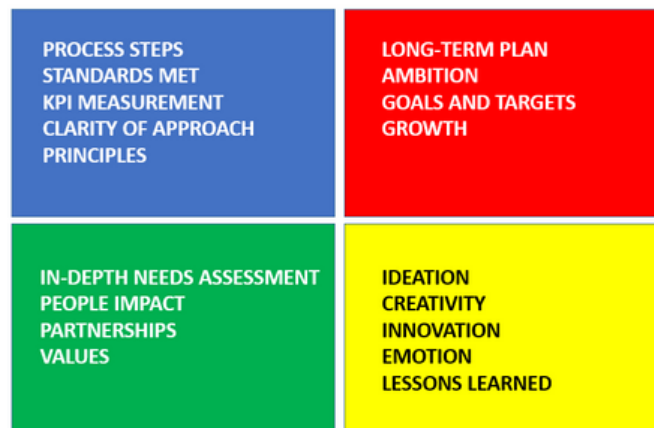 PROCESS STEPS
STANDARDS MET
KPI MEASUREMENT
CLARITY OF APPROACH
PRINCIPLES
LONG-TERM PLAN
AMBITION
GOALS AND TARGETS
GROWTH
IN-DEPTH NEEDS ASSESSMENT
PEOPLE IMPACT
PARTNERSHIPS
VALUES
IDEATION
CREATIVITY
INNOVATION
EMOTION
LESSONS LEARNED